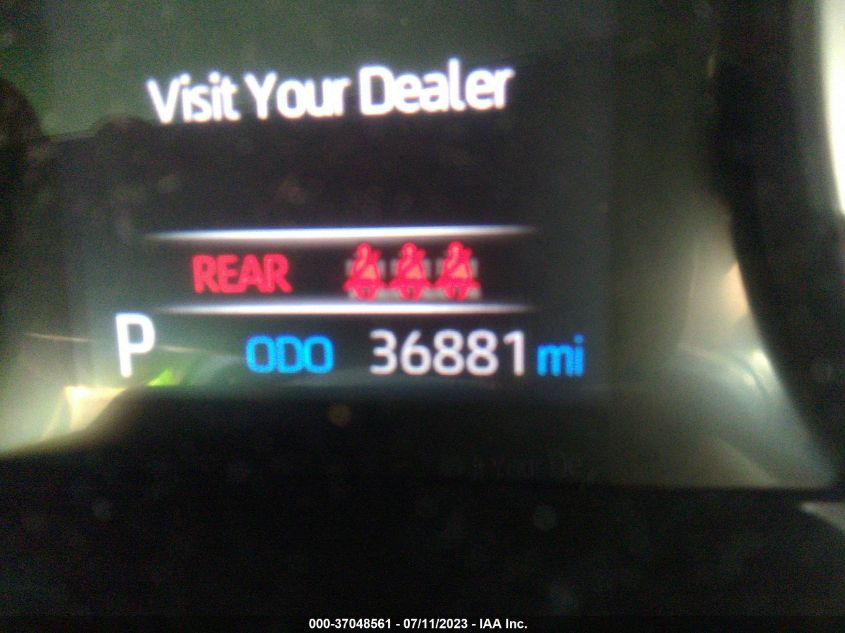 Visit Your Dealer
REAR
P ODO 36881 mi
000-37048561 - 07/11/2023 - IAA Inc.